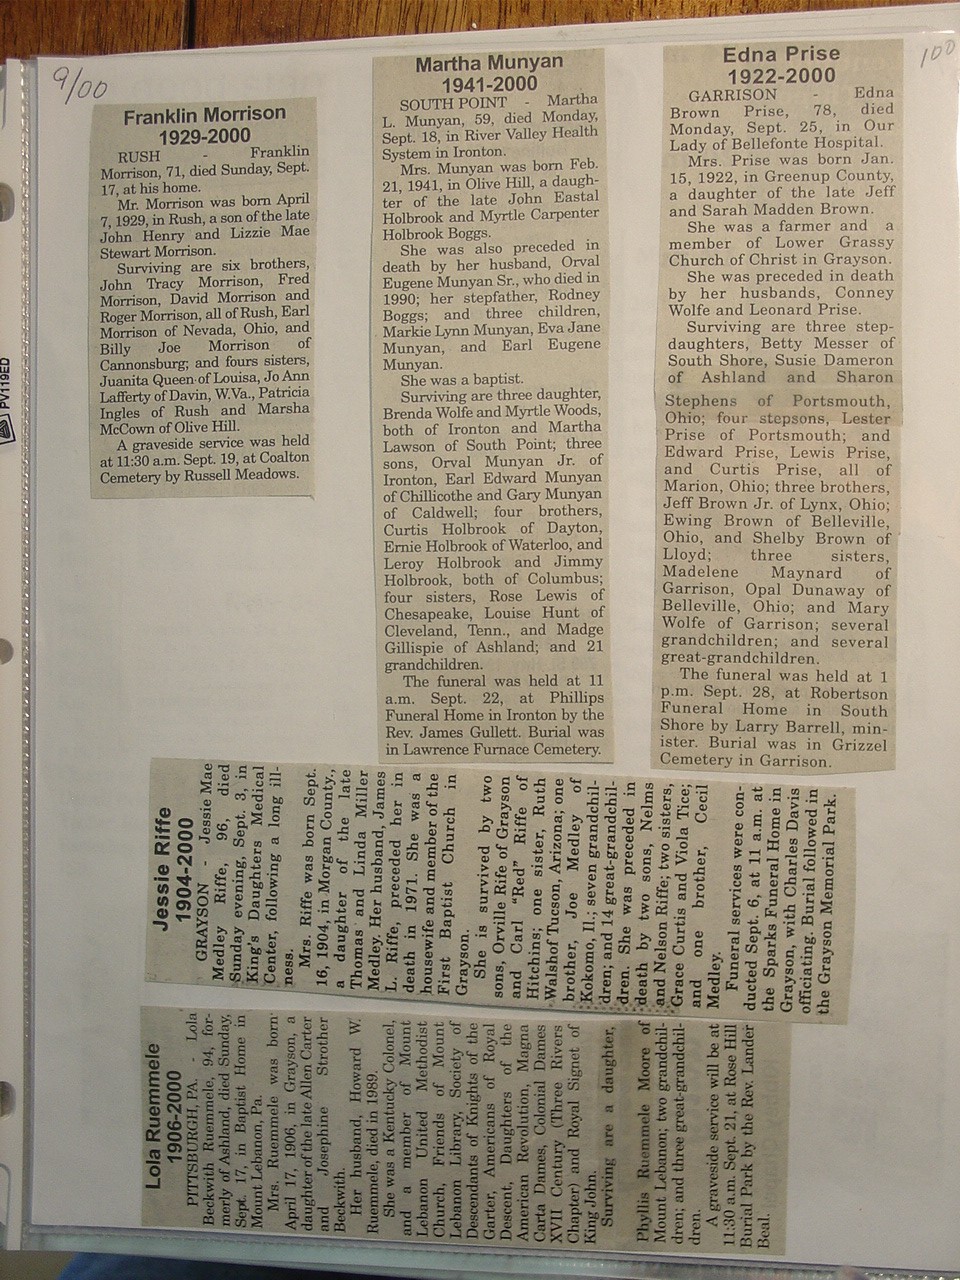 9/00
100
Franklin Morrison
1929-2000
RUSH - Franklin
Morrison, 71, died Sunday, Sept.
17, at his home.
Mr. Morrison was born April
7, 1929, in Rush, a son of the late
John Henry and Lizzie Mae
Stewart Morrison.
Surviving are six brothers,
John Tracy Morrison, Fred
Morrison, David Morrison and
Roger Morrison, all of Rush, Earl
Morrison of Nevada, Ohio, and
Billy Joe Morrison of
Cannonsburg; and fours sisters,
Juanita Queen of Louisa, Jo Ann
Lafferty of Davin, W.Va., Patricia
Ingles of Rush and Marsha
McCown of Olive Hill.
A graveside service was held
at 11:30 a.m. Sept. 19, at Coalton
Cemetery by Russell Meadows.
Martha Munyan
1941-2000
SOUTH POINT - Martha
L. Munyan, 59, died Monday,
Sept. 18, in River Valley Health
System in Ironton.
Mrs. Munyan was born Feb.
21, 1941, in Olive Hill, a daugh-
ter of the late John Eastal
Holbrook and Myrtle Carpenter
Holbrook Boggs.
She was also preceded in
death by her husband, Orval
Eugene Munyan Sr., who died in
1990; her stepfather, Rodney
Boggs; and three children,
Markie Lynn Munyan, Eva Jane
Munyan, and Earl Eugene
Munyan.
She was a baptist.
Surviving are three daughter,
Brenda Wolfe and Myrtle Woods,
both of Ironton and Martha
Lawson of South Point; three
sons, Orval Munyan Jr. of
Ironton, Earl Edward Munyan
of Chillicothe and Gary Munyan
of Caldwell; four brothers,
Curtis Holbrook of Dayton,
Ernie Holbrook of Waterloo, and
Leroy Holbrook and Jimmy
Holbrook, both of Columbus;
four sisters, Rose Lewis of
Chesapeake, Louise Hunt of
Cleveland, Tenn., and Madge
Gillispie of Ashland; and 21
grandchildren.
The funeral was held at 11
a.m. Sept. 22, at Phillips
Funeral Home in Ironton by the
Rev. James Gullett. Burial was
in Lawrence Furnace Cemetery.
Edna Prise
1922-2000
GARRISON - Edna
Brown Prise, 78, died
Monday, Sept. 25, in Our
Lady of Bellefonte Hospital.
Mrs. Prise was born Jan.
15, 1922, in Greenup County,
a daughter of the late Jeff
and Sarah Madden Brown.
She was a farmer and a
member of Lower Grassy
Church of Christ in Grayson.
She was preceded in death
by her husbands, Conney
Wolfe and Leonard Prise.
Surviving are three step-
daughters, Betty Messer of
South Shore, Susie Dameron
of Ashland and Sharon
Stephens of Portsmouth,
Ohio; four stepsons, Lester
Prise of Portsmouth; and
Edward Prise, Lewis Prise,
and Curtis Prise, all of
Marion, Ohio; three brothers,
Jeff Brown Jr. of Lynx, Ohio;
Ewing Brown of Belleville,
Ohio, and Shelby Brown of
Lloyd; three sisters,
Madelene Maynard of
Garrison, Opal Dunaway of
Belleville, Ohio; and Mary
Wolfe of Garrison; several
grandchildren; and several
great-grandchildren.
The funeral was held at 1
p.m. Sept. 28, at Robertson
Funeral Home in South
Shore by Larry Barrell, min-
ister. Burial was in Grizzel
Cemetery in Garrison.
Jessie Riffe
1904-2000
GRAYSON - Jessie Mae
Medley Riffe, 96, died
Sunday evening, Sept. 3, in
King's Daughters Medical
Center, following a long ill-
ness.
Mrs. Riffe was born Sept.
16, 1904, in Morgan County.,
a daughter of the late
Thomas and Linda Miller
Medley. Her husband, James
L. Riffe, preceded her in
death in 1971. She was a
housewife and member of the
First Baptist Church in
Grayson.
She is survived by two
sons, Orville Rife of Grayson
and Carl "Red" Riffe of
Hitchins; one sister, Ruth
Walshof Tucson, Arizona; one
brother, Joe Medley of
Kokomo, Il.; seven grandchil-
dren; and 14 great-grandchil-
dren. She was preceded in
death by two sons, Nelms
and Nelson Riffe; two sisters,
Grace Curtis and Viola Tice;
and one brother, Cecil
Medley.
Funeral services were con-
ducted Sept. 6, at 11 a.m. at
the Sparks Funeral Home in
Grayson, with Charles Davis
officiating. Burial followed in
the Grayson Memorial Park.
Lola Ruemmele
1906-2000
PITTSBURGH, PA. - Lola
Beckwith Ruemmele, 94, for-
merly of Ashland, died Sunday,
Sept. 17, in Baptist Home in
Mount Lebanon, Pa.
Mrs. Ruemmele was born
April 17, 1906, in Grayson, a
daughter of the late Allen Carter
and Josephine Strother
Beckwith.
Her husband, Howard W.
Ruemmele, died in 1989.
She was a Kentucky Colonel,
and a member of Mount
Lebanon United Methodist
Church, Friends of Mount
Lebanon Library, Society of
Descendants of Knights of the
Garter, Americans of Royal
Descent, Daughters of the
American Revolution, Magna
Carta Dames, Colonial Dames
XVII Century (Three Rivers
Chapter) and Royal Signet of
King John.
Surviving are a daughter,
Phyllis Ruemmele Moore of
Mount Lebanon; two grandchil-
dren; and three great-grandchil-
dren.
A graveside service will be at
11:30 a.m. Sept. 21, at Rose Hill
Burial Park by the Rev. Lander
Beal.
PV119ED